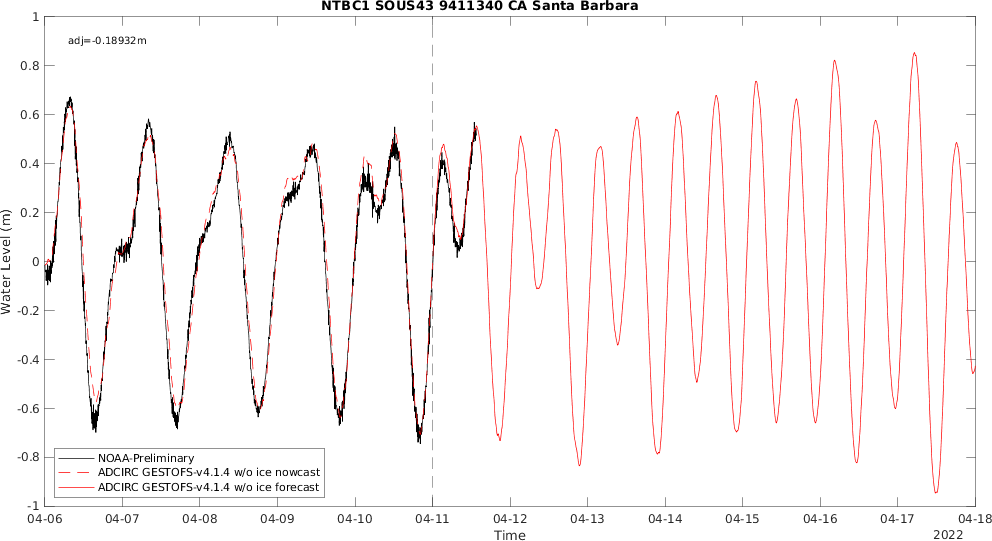 NTBC1 SOUS43 9411340 CA Santa Barbara
adj=-0.18932m
1
0.8
0.6
0.4
0.2
0
-0.2
-0.4
-0.6
-0.8
-1
Water Level (m)
NOAA-Preliminary
ADCIRC GESTOFS-v4.1.4 w/o ice nowcast
ADCIRC GESTOFS-v4.1.4 w/o ice forecast
04-06 04-07 04-08 04-09 04-10 04-11 04-12 04-13 04-14 04-15 04-16 04-17 04-18
Time
2022